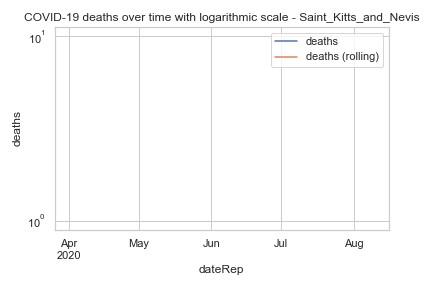 COVID-19 deaths over time with logarithmic scale - Saint_Kitts_and_Nevis
10¹
deaths
deaths (rolling)
deaths
10⁰
Apr May Jun Jul Aug
2020
dateRep